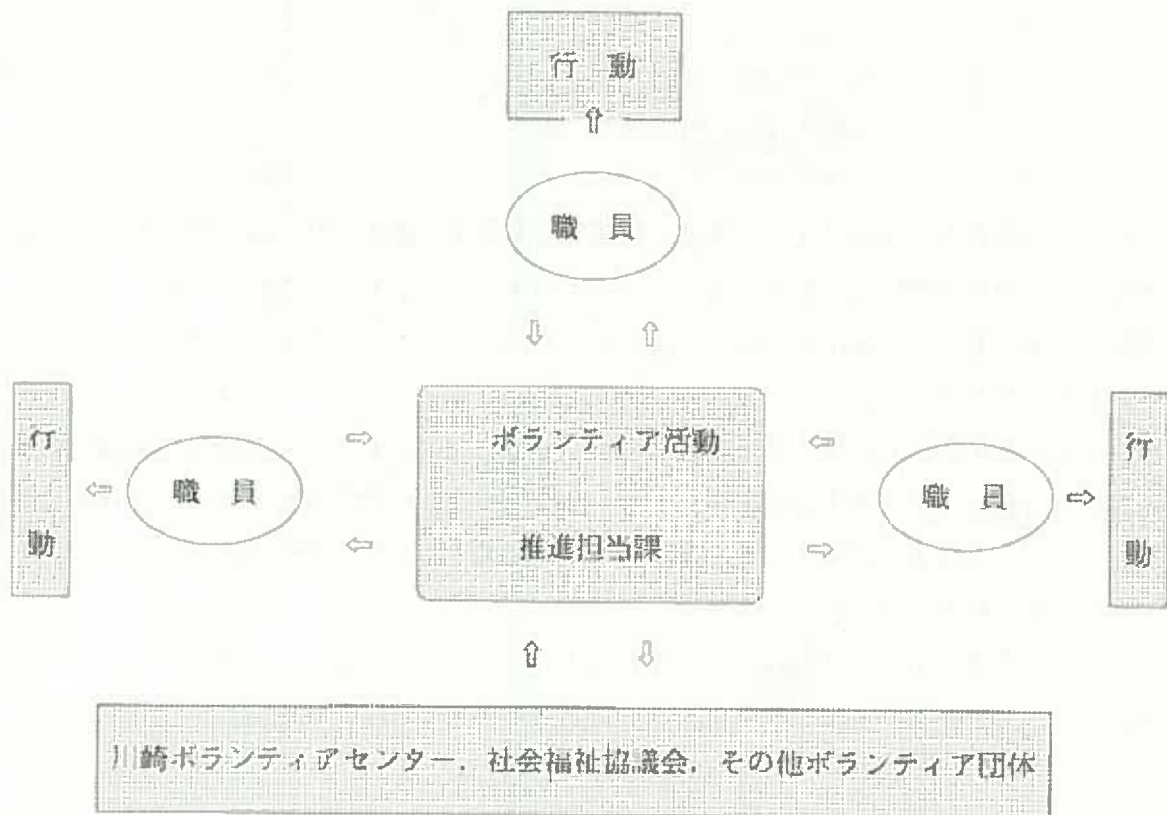 行動
職員
行動
職員
ボランティア活動
推進担当課
職員
行動
川崎ボランティアセンター，社会福祉協議会，その他ボランティア団体